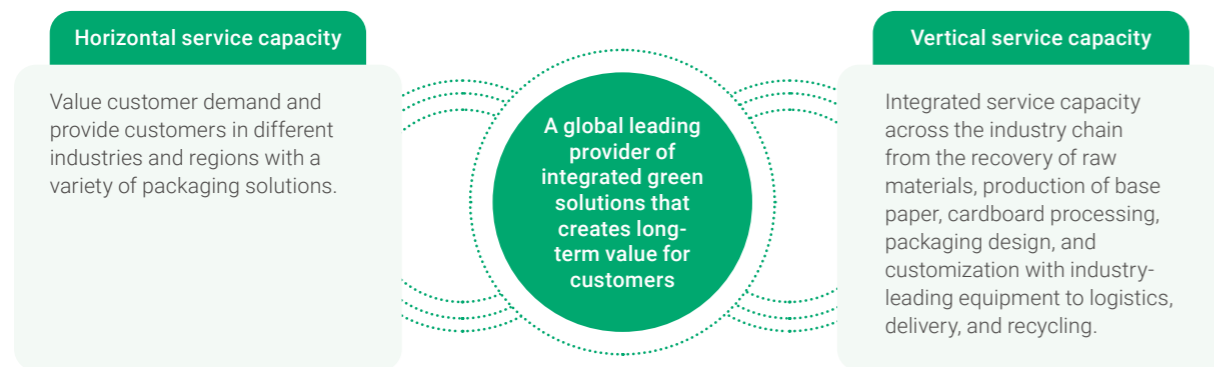 Horizontal service capacity
Value customer demand and
provide customers in different
industries and regions with a
variety of packaging solutions.
A global leading
provider of
integrated green
solutions that
creates long-
term value for
customers
Vertical service capacity
Integrated service capacity
across the industry chain
from the recovery of raw
materials, production of base
paper, cardboard processing,
packaging design, and
customization with industry-
leading equipment to logistics,
delivery, and recycling.